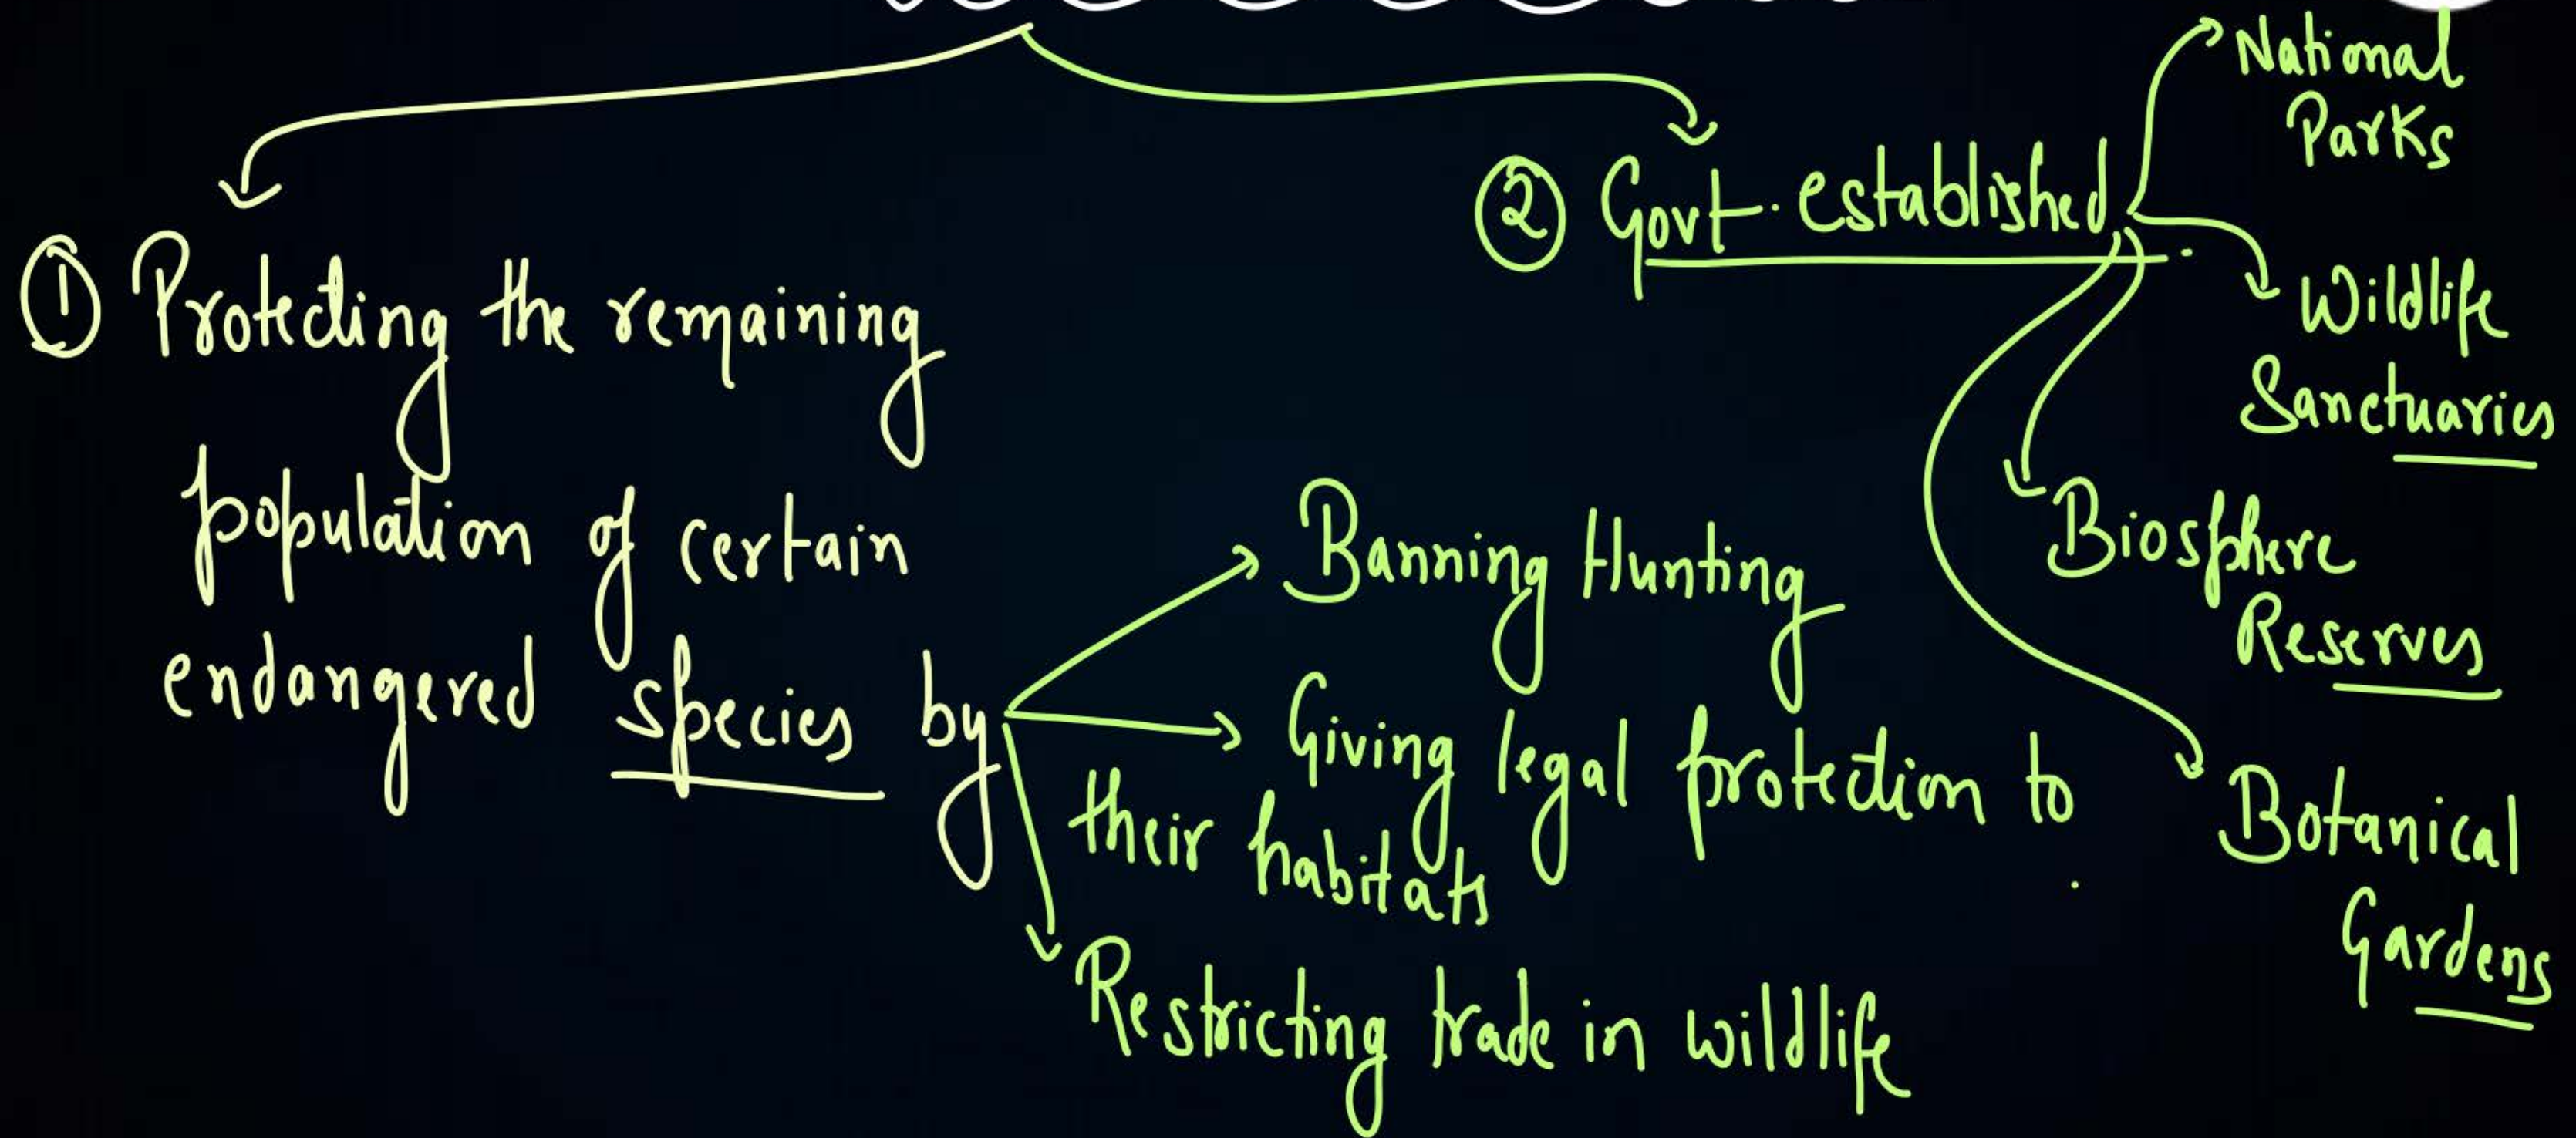 ① Protecting the remaining
population of certain
endangered species by
Banning Hunting
Giving legal protection to
their habitats
Restricting trade in wildlife
② Govt. established
National
Parks
Wildlife
Sanctuaries
Biosphere
Reserves
Botanical
Gardens